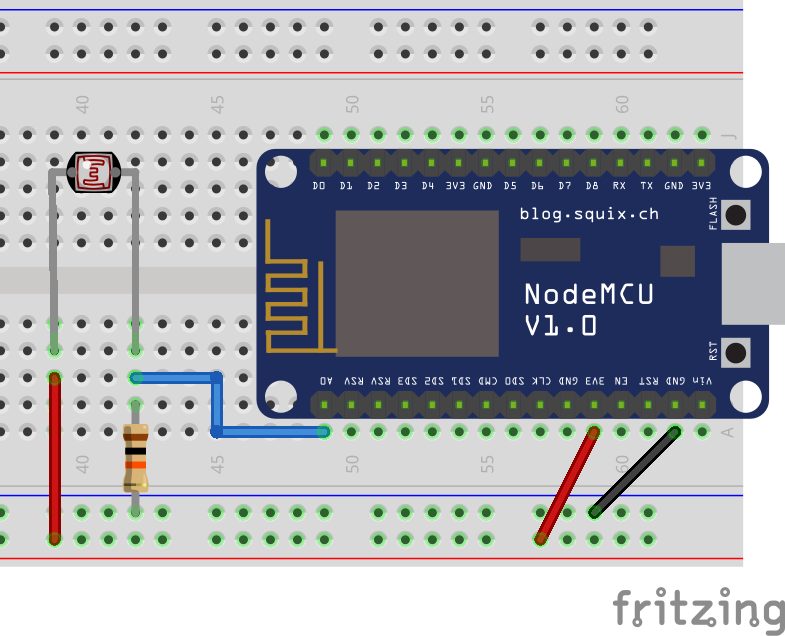 40 45 50 55 60 J
D0 D1 D2 D3 D4 3V3 GND D5 D6 D7 D8 RX TX GND 3V3
FLASH
blog.squix.ch
NodeMCU
V1.0
RST
A0 RSV RSV SD3 SD2 SD1 CMD SD0 CLK GND 3V3 EN RST GND Vin
A
40 45 50 55 60
fritzing